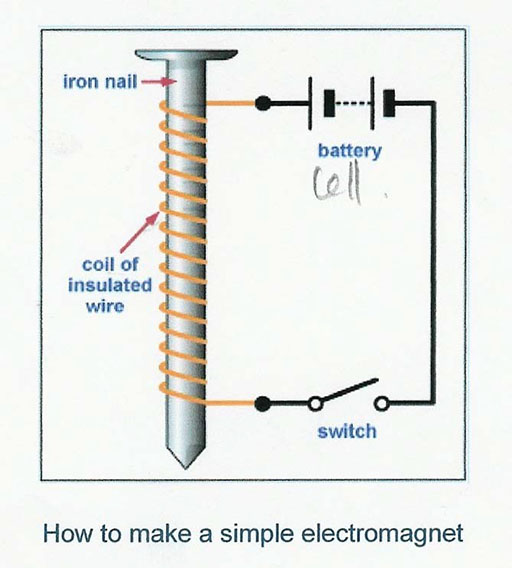 iron nail
battery
cell.
coil of
insulated
wire
switch
How to make a simple electromagnet